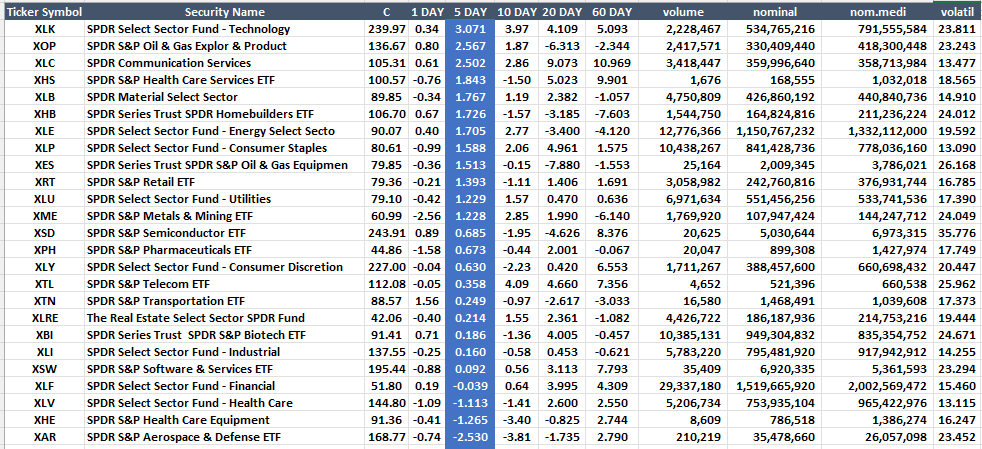 Ticker Symbol Security Name C 1 DAY 5 DAY 10 DAY 20 DAY 60 DAY volume nominal nom.medi volatil
XLK SPDR Select Sector Fund - Technology 239.97 0.34 3.071 3.97 4.109 5.093 2,228,467 534,765,216 791,555,584 23.811
XOP SPDR S&P Oil & Gas Explor & Product 136.67 0.80 2.567 1.87 -6.313 -2.344 2,417,571 330,409,440 418,300,448 23.243
XLC SPDR Communication Services 105.31 0.61 2.502 2.86 9.073 10.969 3,418,447 359,996,640 358,713,984 13.477
XHS SPDR S&P Health Care Services ETF 100.57 -0.76 1.843 -1.50 5.023 9.901 1,676 168,555 1,032,018 18.565
XLB SPDR Material Select Sector 89.85 -0.34 1.767 1.19 2.382 -1.057 4,750,809 426,860,192 440,840,736 14.910
XHB SPDR Series Trust SPDR Homebuilders ETF 106.70 0.67 1.726 -1.57 -3.185 -7.603 1,544,750 164,824,816 211,236,224 24.012
XLE SPDR Select Sector Fund - Energy Select Secto 90.07 0.40 1.705 2.77 -3.400 -4.120 12,776,366 1,150,767,232 1,332,112,000 19.592
XLP SPDR Select Sector Fund - Consumer Staples 80.61 -0.99 1.588 2.06 4.961 1.575 10,438,267 841,428,736 778,036,160 13.090
XES SPDR Series Trust SPDR S&P Oil & Gas Equipmen 79.85 -0.36 1.513 -0.15 -7.880 -1.553 25,164 2,009,345 3,786,021 26.168
XRT SPDR S&P Retail ETF 79.36 -0.21 1.393 -1.11 1.406 1.691 3,058,982 242,760,816 376,931,744 16.785
XLU SPDR Select Sector Fund - Utilities 79.10 -0.42 1.229 1.57 0.470 0.636 6,971,634 551,456,256 533,741,536 17.390
XME SPDR S&P Metals & Mining ETF 60.99 -2.56 1.228 2.85 1.990 -6.140 1,769,920 107,947,424 144,247,712 24.049
XSD SPDR S&P Semiconductor ETF 243.91 0.89 0.685 -1.95 -4.626 8.376 20,625 5,030,644 6,973,315 35.776
XPH SPDR S&P Pharmaceuticals ETF 44.86 -1.58 0.673 -0.44 2.001 -0.067 20,047 899,308 1,427,974 17.749
XLY SPDR Select Sector Fund - Consumer Discretion 227.00 -0.04 0.630 -2.23 0.420 6.553 1,711,267 388,457,600 660,698,432 20.447
XTL SPDR S&P Telecom ETF 112.08 -0.05 0.358 4.09 4.660 7.356 4,652 521,396 660,538 25.962
XTN SPDR S&P Transportation ETF 88.57 1.56 0.249 -0.97 -2.617 -3.033 16,580 1,468,491 1,039,608 17.373
XLRE The Real Estate Select Sector SPDR Fund 42.06 -0.40 0.214 1.55 2.361 -1.082 4,426,722 186,187,936 214,753,216 19.444
XBI SPDR Series Trust SPDR S&P Biotech ETF 91.41 0.71 0.186 -1.36 4.005 -0.457 10,385,131 949,304,832 835,354,752 24.671
XLI SPDR Select Sector Fund - Industrial 137.55 -0.25 0.160 -0.58 0.453 -0.621 5,783,220 795,481,920 917,942,912 14.255
XSW SPDR S&P Software & Services ETF 195.44 -0.88 0.092 0.56 3.113 7.793 35,409 6,920,335 5,361,593 23.294
XLF SPDR Select Sector Fund - Financial 51.80 0.19 -0.039 0.64 3.995 4.309 29,337,180 1,519,665,920 2,002,569,472 15.460
XLV SPDR Select Sector Fund - Health Care 144.80 -1.09 -1.113 -1.41 2.600 2.550 5,206,734 753,935,104 965,422,976 13.115
XHE SPDR S&P Health Care Equipment 91.36 -0.41 -1.265 -3.40 -0.825 2.744 8,609 786,518 1,386,274 16.247
XAR SPDR S&P Aerospace & Defense ETF 168.77 -0.74 -2.530 -3.81 -1.735 2.790 210,219 35,478,660 26,057,098 23.452